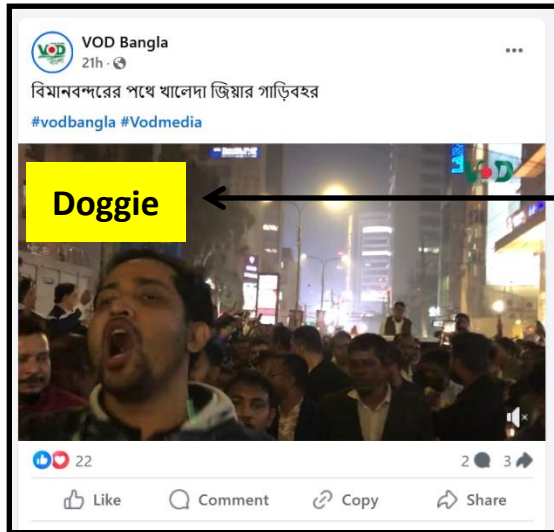 VOD Bangla
21h
বিমানবন্দরের পথে খালেদা জিয়ার গাড়িবহর
#vodbangla #Vodmedia
VOD
Doggie
22
2 3
Like Comment Copy Share